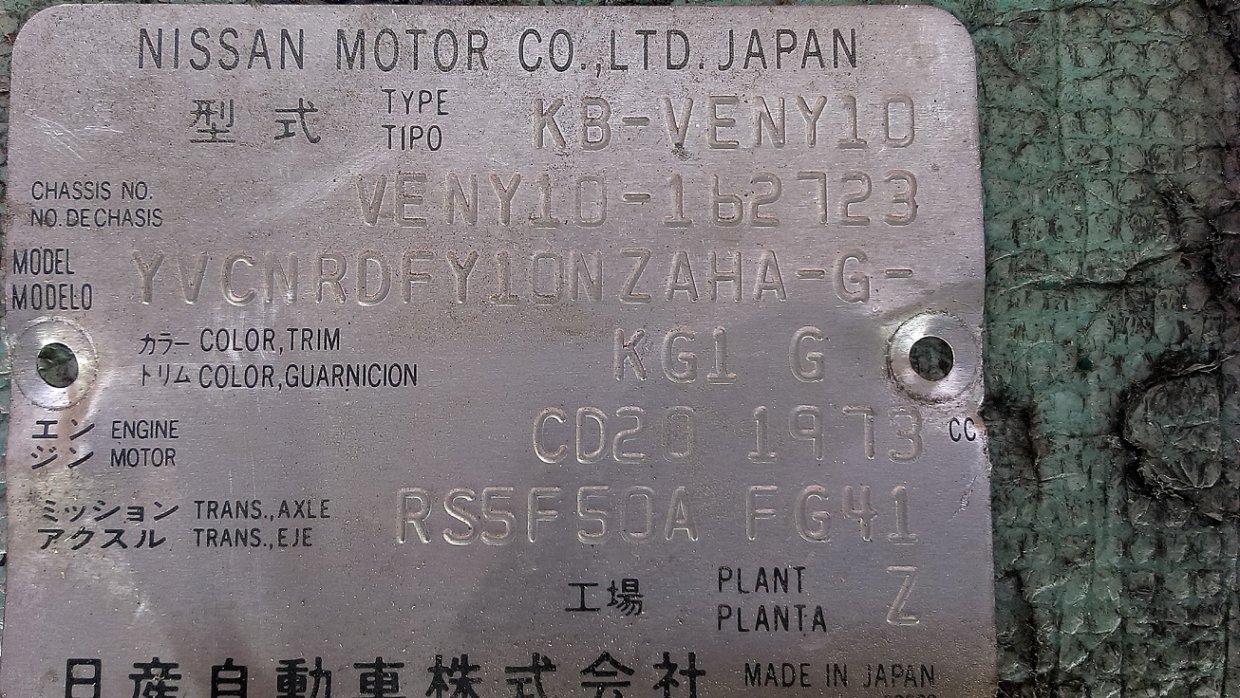 NISSAN MOTOR CO.,LTD. JAPAN
型式 TYPE KB-VENY10
TIPO
CHASSIS NO. VENY10-162723
NO. DE CHASIS
MODEL YVCNRDFY10NZAHA-G-
MODELO
カラー COLOR,TRIM KG1 G
トリム COLOR,GUARNICION
エン ENGINE CD20 1973 CC
ジン MOTOR
ミッション TRANS.,AXLE RS5F50A FG41
アクスル TRANS.,EJE
工場 PLANT Z
PLANTA
日産自動車株式会社 MADE IN JAPAN